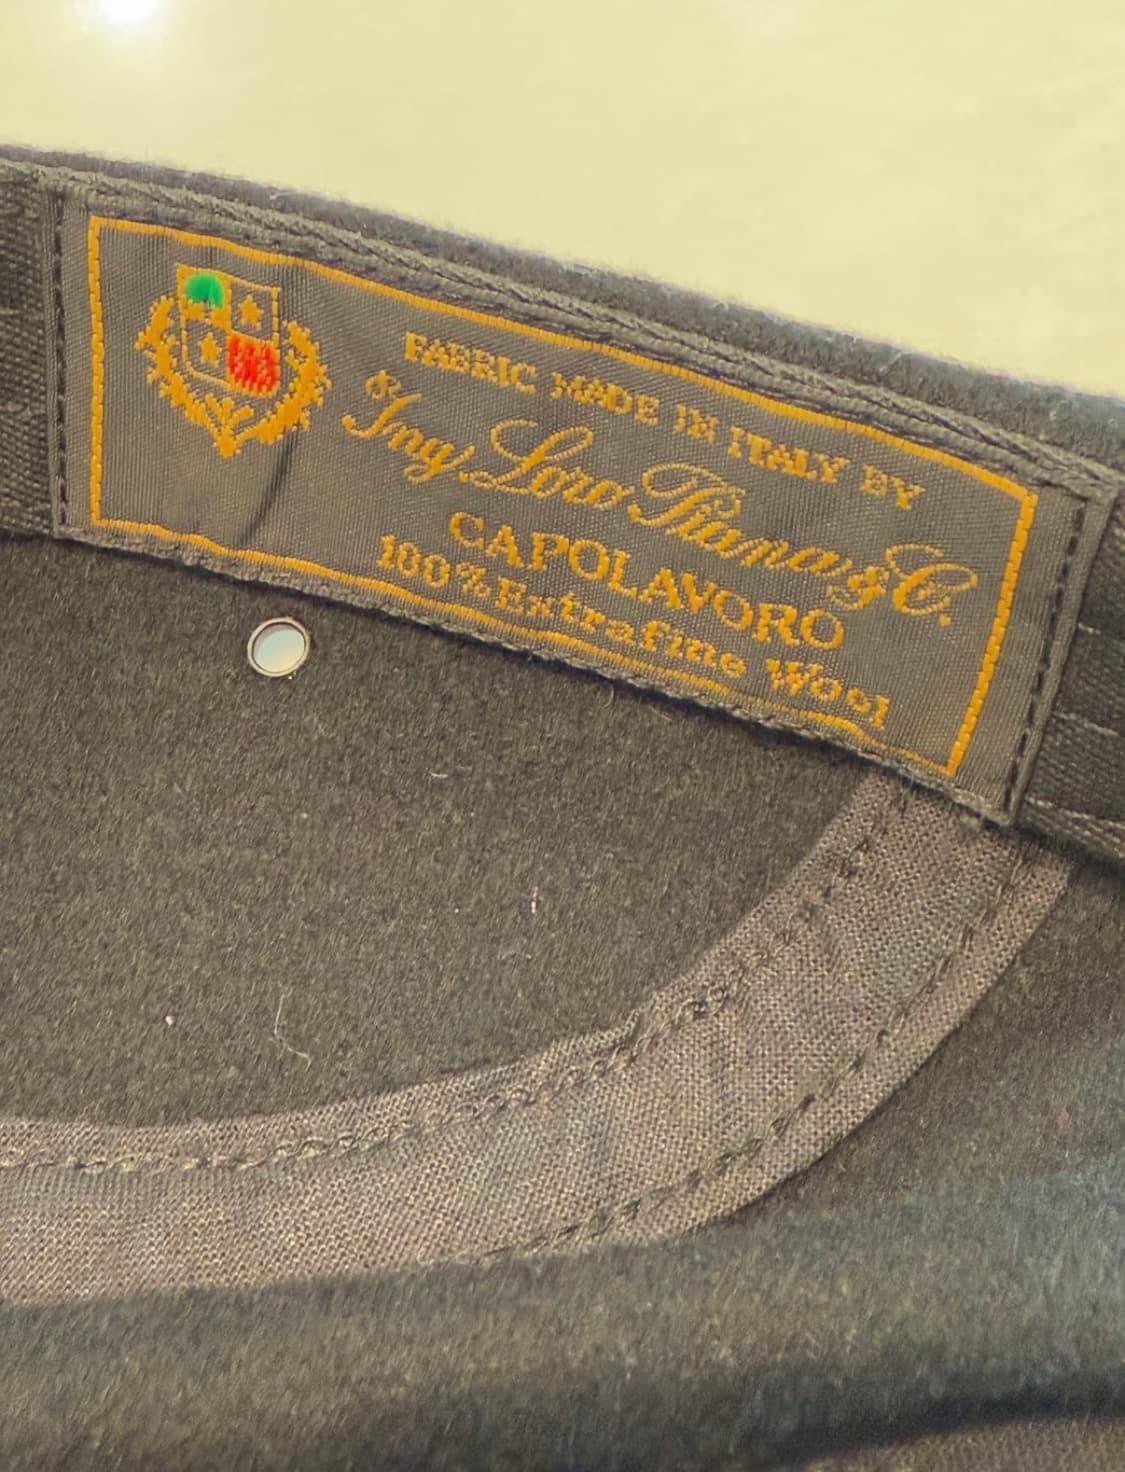 FABRIC MADE IN ITALY BY
Ing. Loro Piana & C.
CAPOLAVORO
100% Extrafine Wool